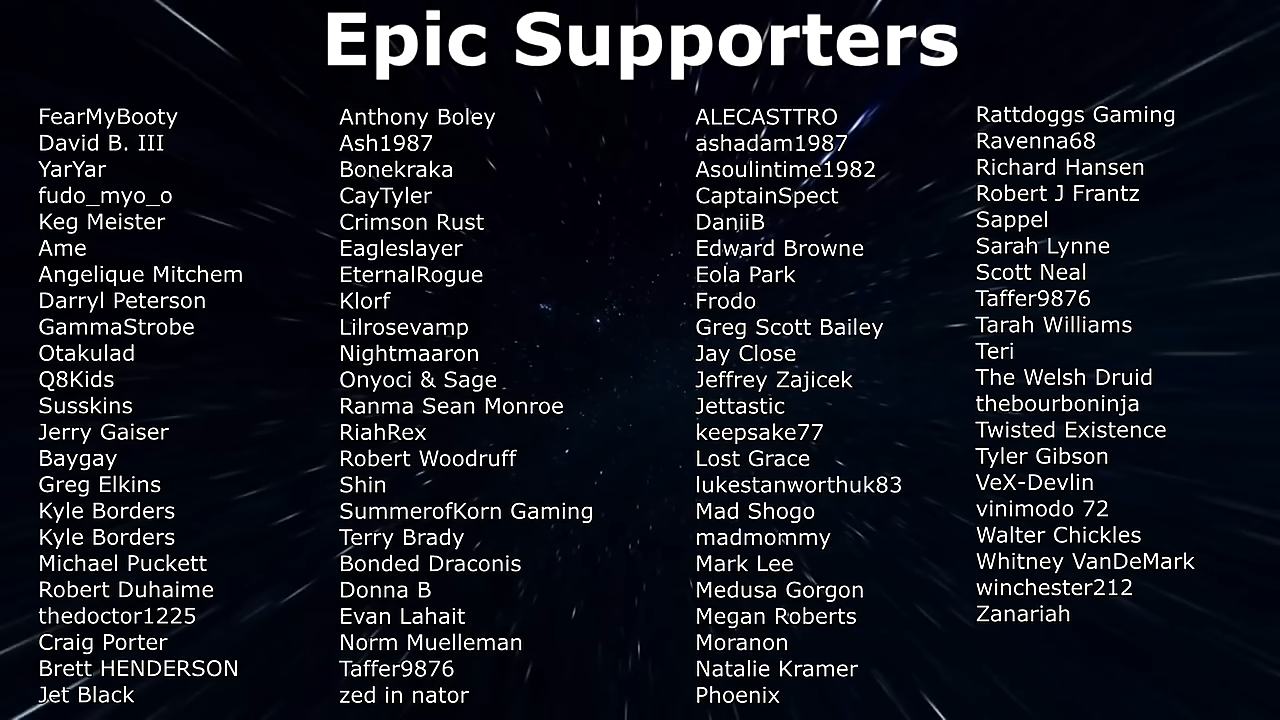 Epic Supporters
FearMyBooty
David B. III
YarYar
fudo_myo_o
Keg Meister
Ame
Angelique Mitchem
Darryl Peterson
GammaStrobe
Otakulad
Q8Kids
Susskins
Jerry Gaiser
Baygay
Greg Elkins
Kyle Borders
Kyle Borders
Michael Puckett
Robert Duhaime
thedoctor1225
Craig Porter
Brett HENDERSON
Jet Black
Anthony Boley
Ash1987
Bonekraka
CayTyler
Crimson Rust
Eagleslayer
EternalRogue
Klorf
Lilrosevamp
Nightmaaron
Onyoci & Sage
Ranma Sean Monroe
RiahRex
Robert Woodruff
Shin
SummerofKorn Gaming
Terry Brady
Bonded Draconis
Donna B
Evan Lahait
Norm Muelleman
Taffer9876
zed in nator
ALECASTTRO
ashadam1987
Asoulintime1982
CaptainSpect
DaniiB
Edward Browne
Eola Park
Frodo
Greg Scott Bailey
Jay Close
Jeffrey Zajicek
Jettastic
keepsake77
Lost Grace
lukestanworthuk83
Mad Shogo
madmommy
Mark Lee
Medusa Gorgon
Megan Roberts
Moranon
Natalie Kramer
Phoenix
Rattdoggs Gaming
Ravenna68
Richard Hansen
Robert J Frantz
Sappel
Sarah Lynne
Scott Neal
Taffer9876
Tarah Williams
Teri
The Welsh Druid
thebourboninja
Twisted Existence
Tyler Gibson
VeX-Devlin
vinimodo 72
Walter Chickles
Whitney VanDeMark
winchester212
Zanariah